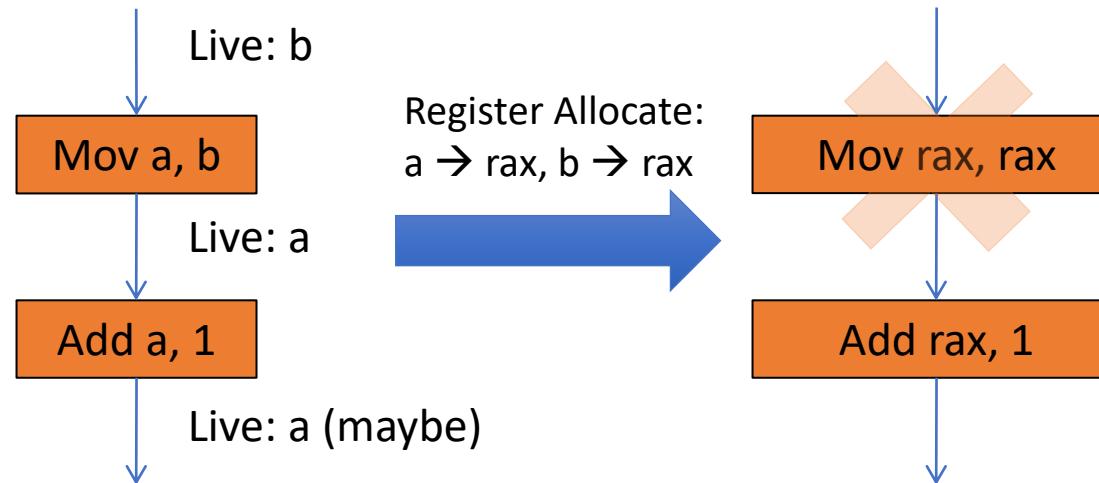 Live: b
Mov a, b
Live: a
Add a, 1
Live: a (maybe)
Register Allocate:
a → rax, b → rax
Mov rax, rax
Add rax, 1